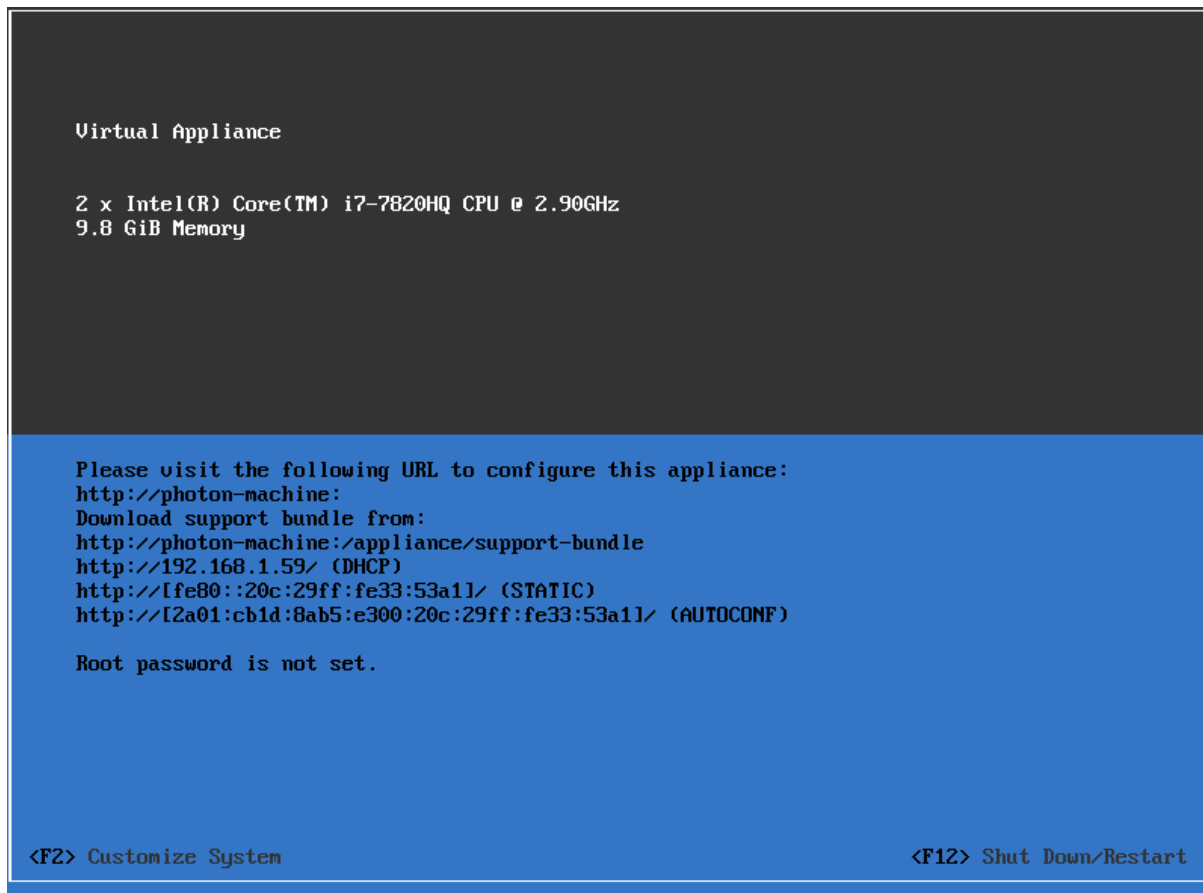 Virtual Appliance
2 x Intel(R) Core(TM) i7-7820HQ CPU @ 2.90GHz
9.8 GiB Memory
Please visit the following URL to configure this appliance:
http://photon-machine:
Download support bundle from:
http://photon-machine:/appliance/support-bundle
http://192.168.1.59/ (DHCP)
http://[fe80::20c:29ff:fe33:53a1]/ (STATIC)
http://[2a01:cb1d:8ab5:e300:20c:29ff:fe33:53a1]/ (AUTOCONF)
Root password is not set.
<F2> Customize System <F12> Shut Down/Restart